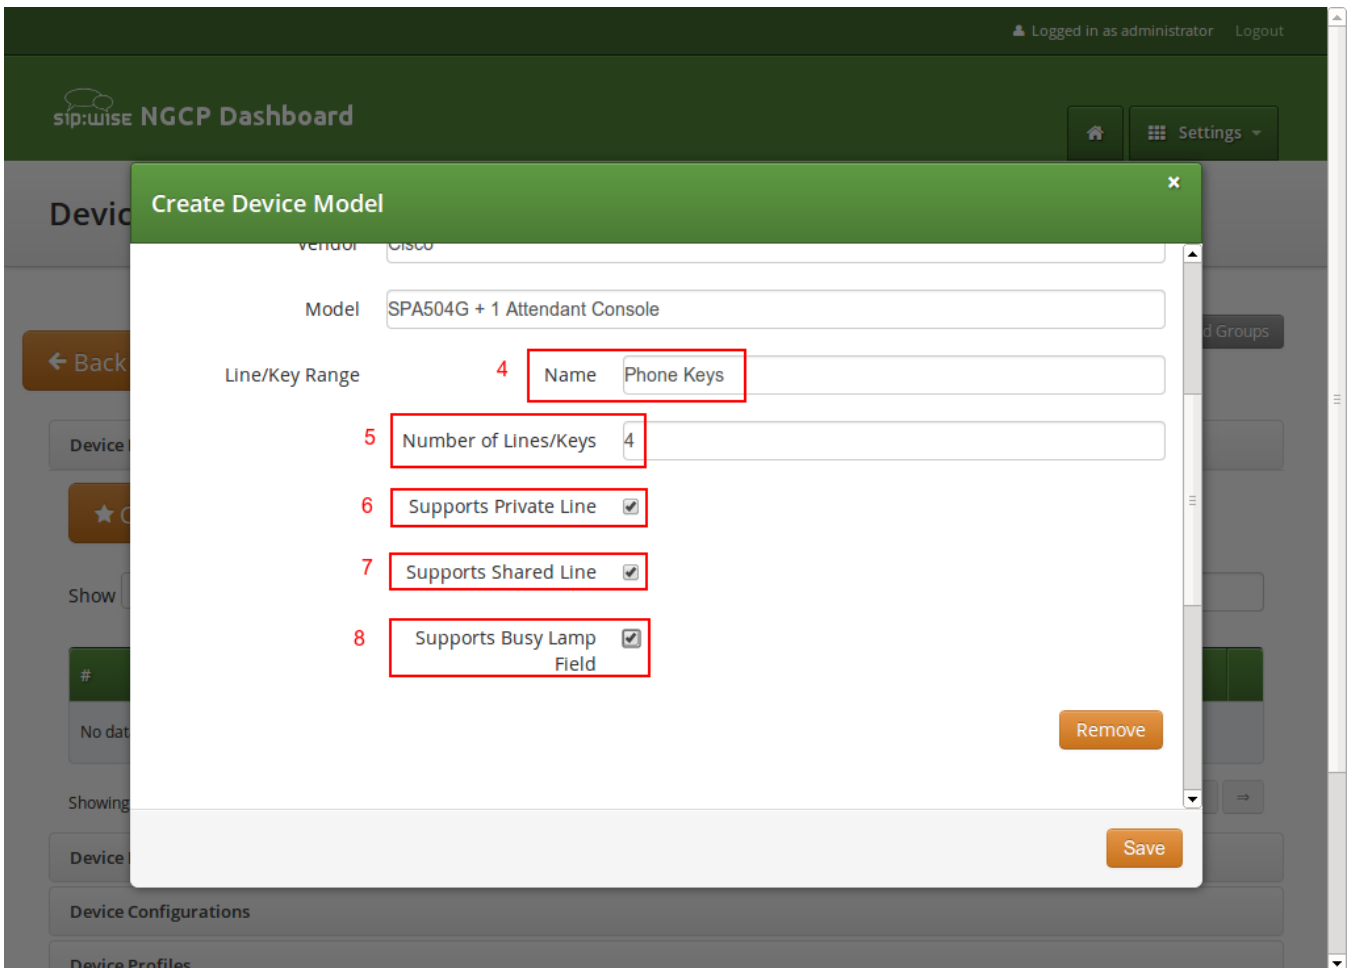 Logged in as administrator Logout
sip:wise NGCP Dashboard
Settings
Devic
Create Device Model
×
Vendor Cisco
Model SPA504G + 1 Attendant Console
d Groups
Back
Line/Key Range 4 Name Phone Keys
5 Number of Lines/Keys 4
Device
6 Supports Private Line
7 Supports Shared Line
Show
8 Supports Busy Lamp
Field
#
No dat
Remove
Showing
⇒
Save
Device
Device Configurations
Device Profiles